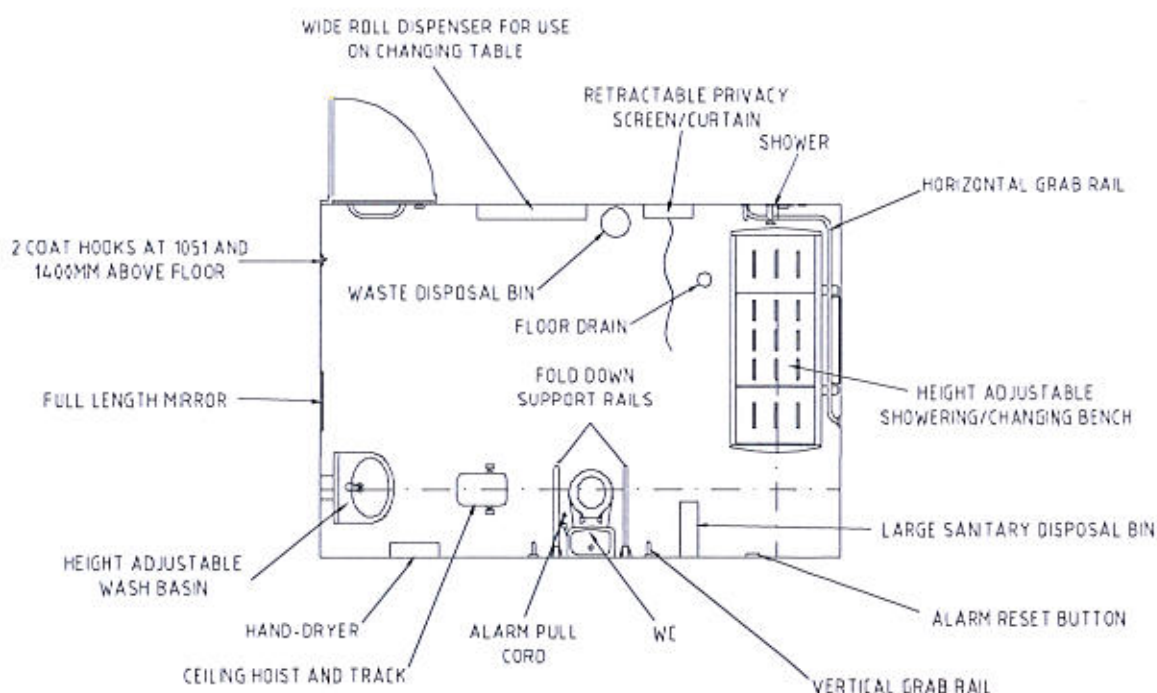 WIDE ROLL DISPENSER FOR USE
ON CHANGING TABLE
RETRACTABLE PRIVACY
SCREEN/CURTAIN
SHOWER
HORIZONTAL GRAB RAIL
2 COAT HOOKS AT 1051 AND
1400MM ABOVE FLOOR
WASTE DISPOSAL BIN
FLOOR DRAIN
FOLD DOWN
SUPPORT RAILS
FULL LENGTH MIRROR
HEIGHT ADJUSTABLE
SHOWERING/CHANGING BENCH
LARGE SANITARY DISPOSAL BIN
HEIGHT ADJUSTABLE
WASH BASIN
HAND-DRYER
ALARM PULL
CORD
WC
ALARM RESET BUTTON
CEILING HOIST AND TRACK
VERTICAL GRAB RAIL